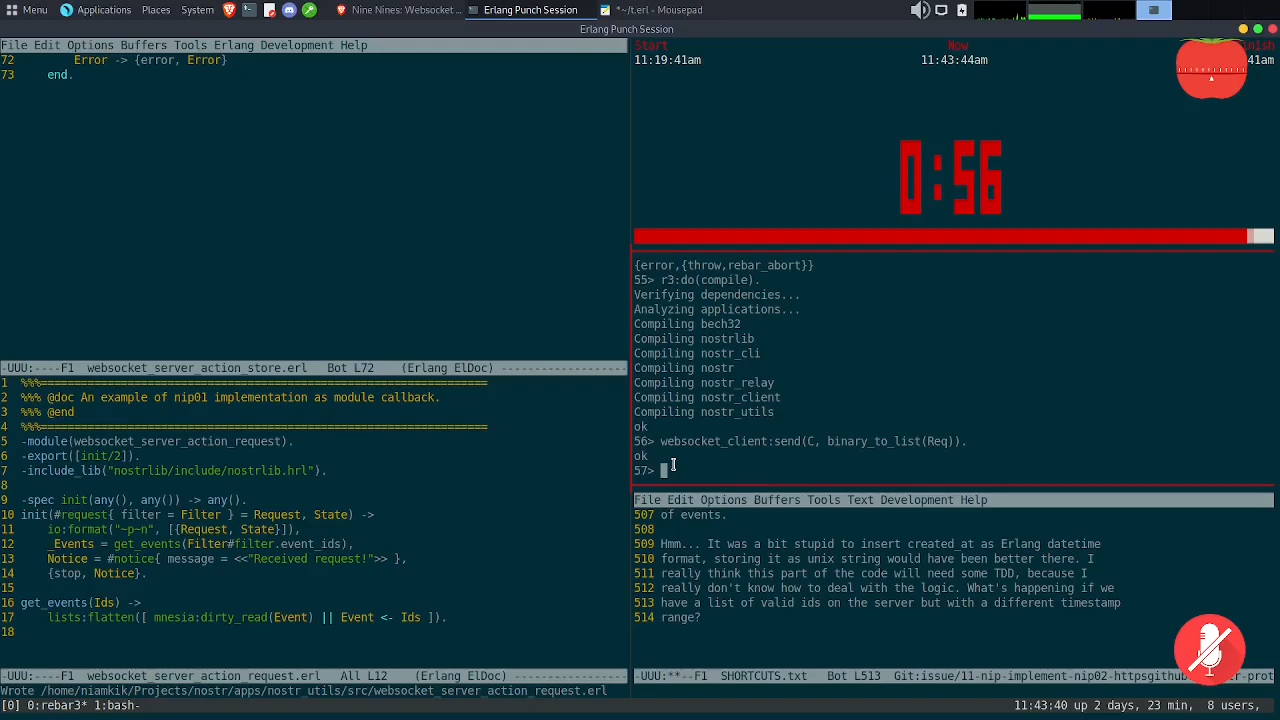 Menu Applications Places System Nine Nines: Websocket ... Erlang Punch Session *~/t.erl - Mousepad
Erlang Punch Session
File Edit Options Buffers Tools Erlang Development Help
72 Error -> {error, Error}
73 end.
-UUU:----F1 websocket_server_action_store.erl Bot L72 (Erlang ElDoc) -----------------------
1 %%%===================================================================
2 %%% @doc An example of nip01 implementation as module callback.
3 %%% @end
4 %%%===================================================================
5 -module(websocket_server_action_request).
6 -export([init/2]).
7 -include_lib("nostrlib/include/nostrlib.hrl").
8
9 -spec init(any(), any()) -> any().
10 init(#request{ filter = Filter } = Request, State) ->
11 io:format("~p~n", [{Request, State}]),
12 _Events = get_events(Filter#filter.event_ids),
13 Notice = #notice{ message = <<"Received request!">> },
14 {stop, Notice}.
15
16 get_events(Ids) ->
17 lists:flatten([ mnesia:dirty_read(Event) || Event <- Ids ]).
18
-UUU:----F1 websocket_server_action_request.erl All L12 (Erlang ElDoc) ---------------------
Wrote /home/niamkik/Projects/nostr/apps/nostr_utils/src/websocket_server_action_request.erl
Start Now inish
11:19:41am 11:43:44am 41am
0:56
{error,{throw,rebar_abort}}
55> r3:do(compile).
Verifying dependencies...
Analyzing applications...
Compiling bech32
Compiling nostrlib
Compiling nostr_cli
Compiling nostr
Compiling nostr_relay
Compiling nostr_client
Compiling nostr_utils
ok
56> websocket_client:send(C, binary_to_list(Req)).
ok
57>
File Edit Options Buffers Tools Text Development Help
507 of events.
508
509 Hmm... It was a bit stupid to insert created_at as Erlang datetime
510 format, storing it as unix string would have been better there. I
511 really think this part of the code will need some TDD, because I
512 really don't know how to deal with the logic. What's happening if we
513 have a list of valid ids on the server but with a different timestamp
514 range?
-UUU:**--F1 SHORTCUTS.txt Bot L513 Git:issue/11-nip-implement-nip02-httpsgithub r-prot
[0] 0:rebar3* 1:bash- 11:43:40 up 2 days, 23 min, 8 users,